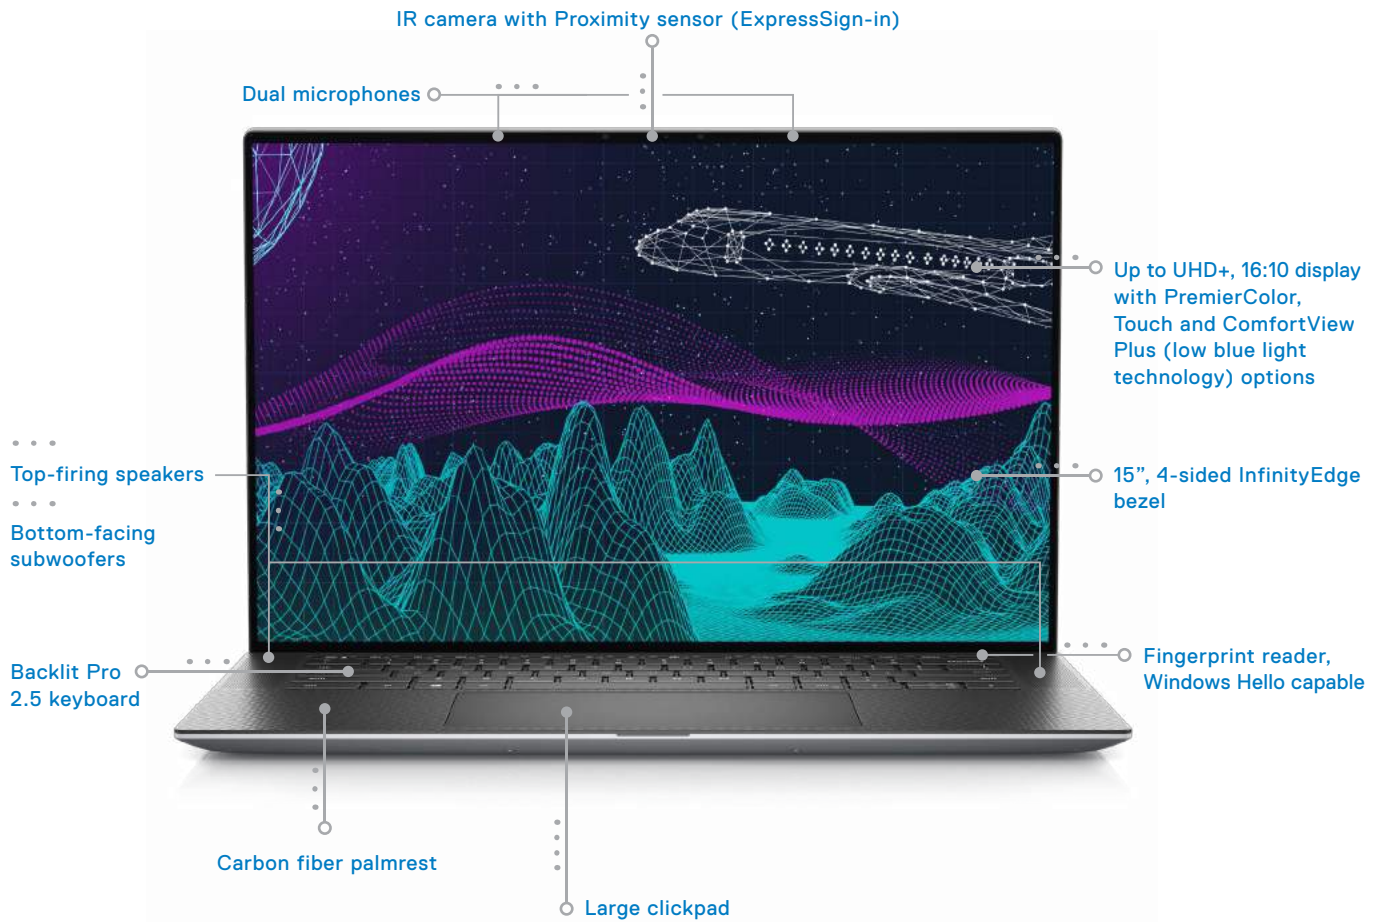 IR camera with Proximity sensor (ExpressSign-in)
Dual microphones
Up to UHD+, 16:10 display
with PremierColor,
Touch and ComfortView
Plus (low blue light
technology) options
Top-firing speakers
15”, 4-sided InfinityEdge
bezel
Bottom-facing
subwoofers
Backlit Pro
2.5 keyboard
Fingerprint reader,
Windows Hello capable
Carbon fiber palmrest
Large clickpad